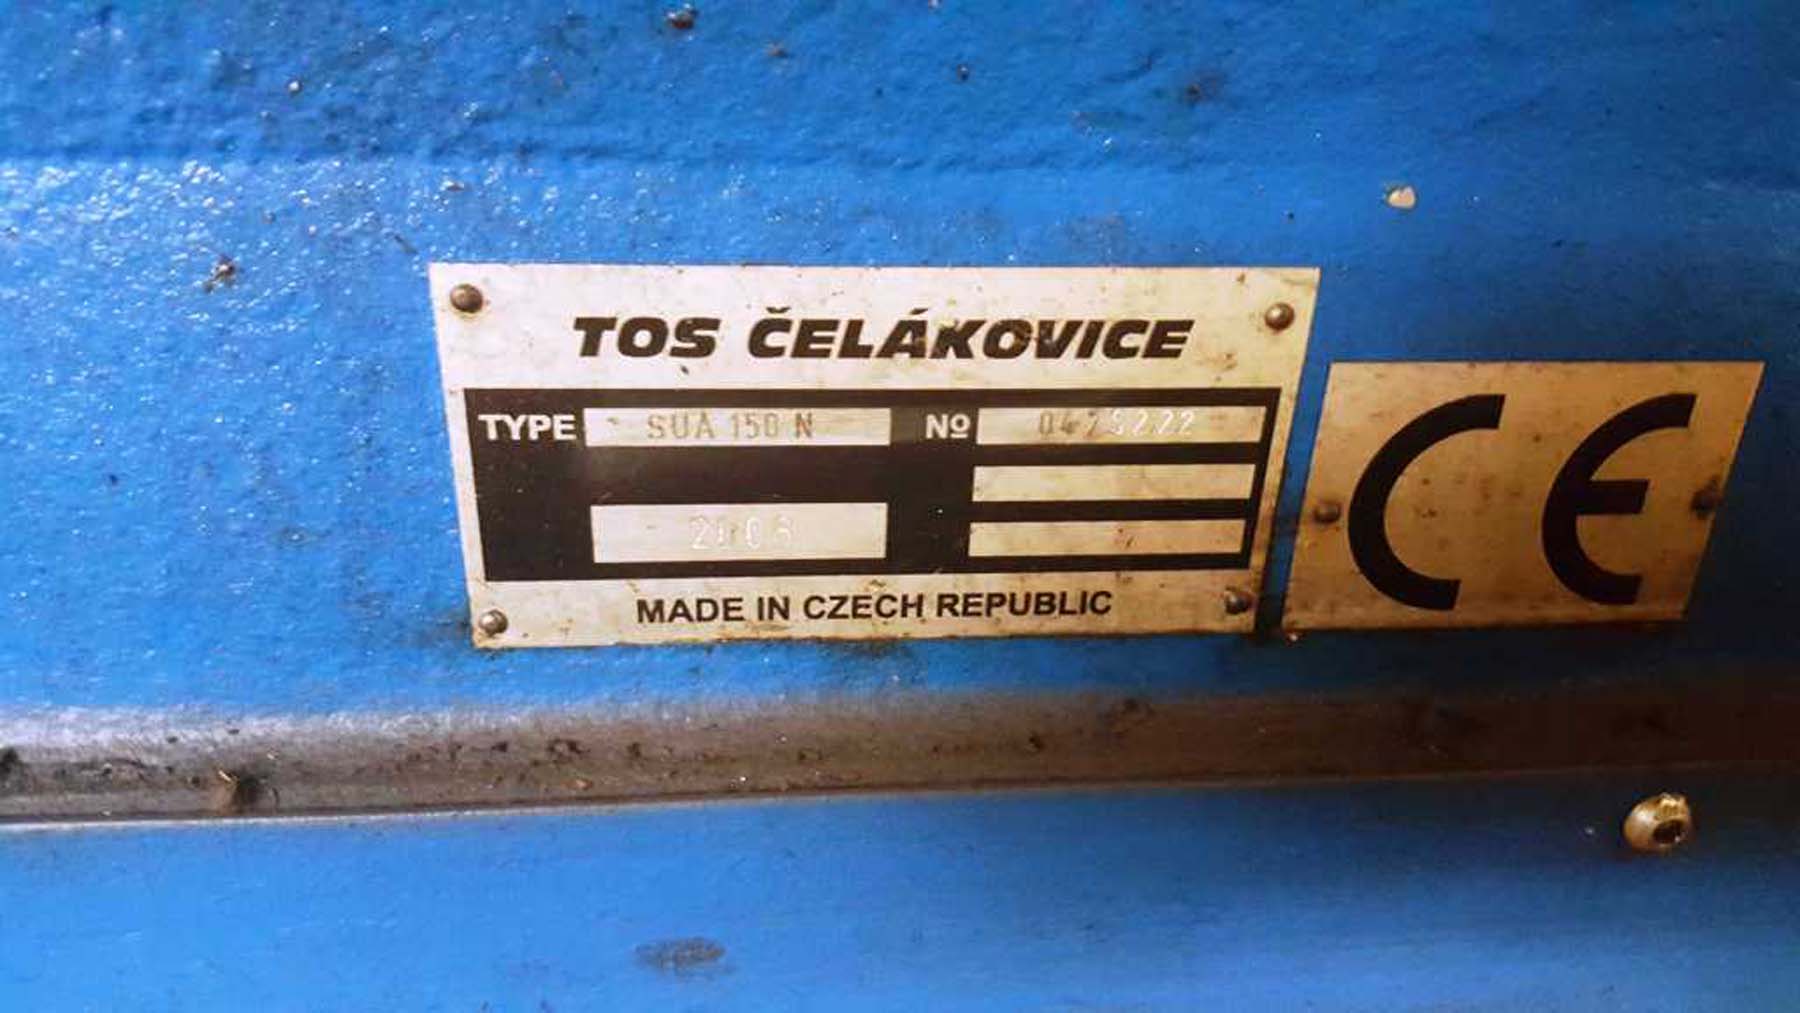 TOS ČELÁKOVICE
TYPE SUA 150 N Nº
MADE IN CZECH REPUBLIC
CE